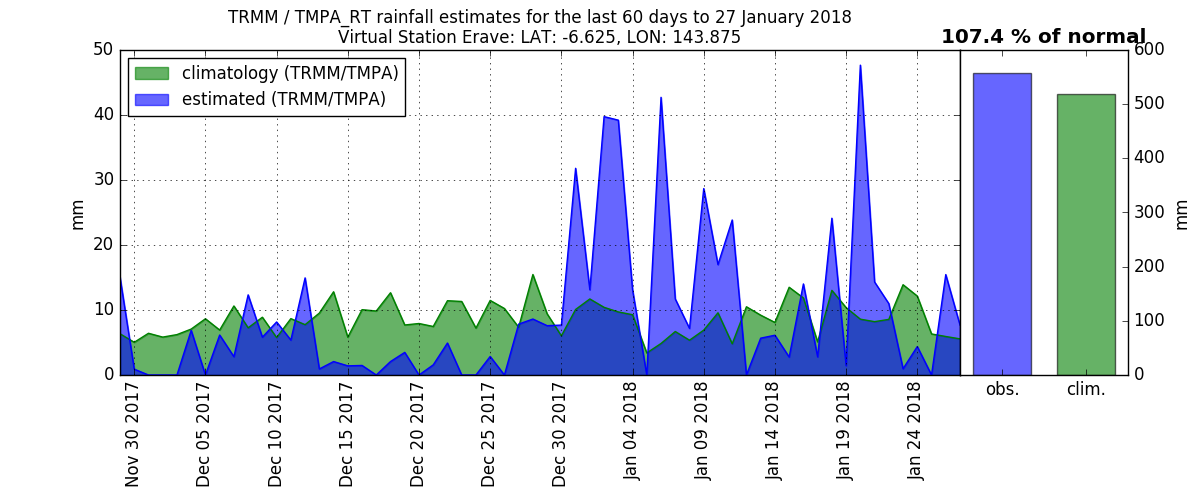 TRMM / TMPA_RT rainfall estimates for the last 60 days to 27 January 2018
Virtual Station Erave: LAT: -6.625, LON: 143.875
107.4 % of normal
climatology (TRMM/TMPA)
estimated (TRMM/TMPA)
50
40
30
20
10
0
mm
Nov 30 2017
Dec 05 2017
Dec 10 2017
Dec 15 2017
Dec 20 2017
Dec 25 2017
Dec 30 2017
Jan 04 2018
Jan 09 2018
Jan 14 2018
Jan 19 2018
Jan 24 2018
obs.
clim.
600
500
400
300
200
100
0
mm